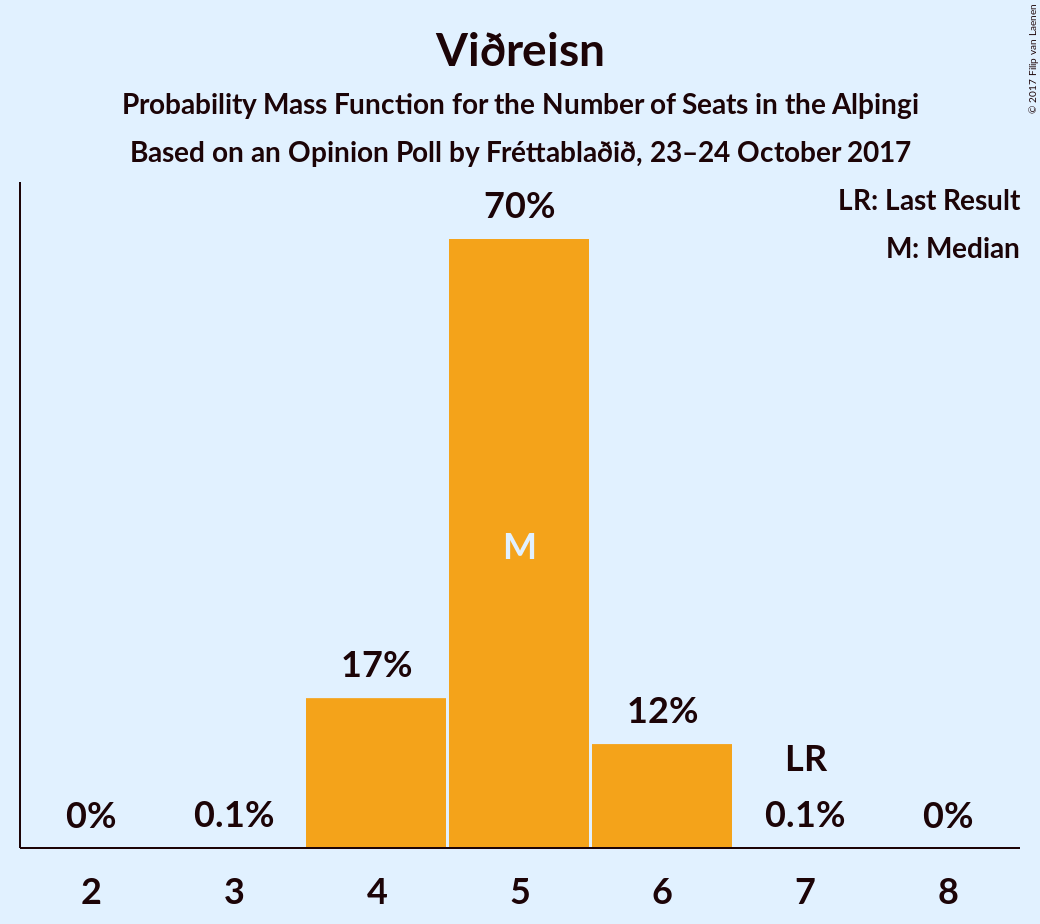 Viðreisn
Probability Mass Function for the Number of Seats in the Alþingi
Based on an Opinion Poll by Fréttablaðið, 23–24 October 2017
© 2017 Filip van Laenen
LR: Last Result
M: Median
70%
M
17%
12%
LR
0%
0.1%
0.1%
0%
2 3 4 5 6 7 8